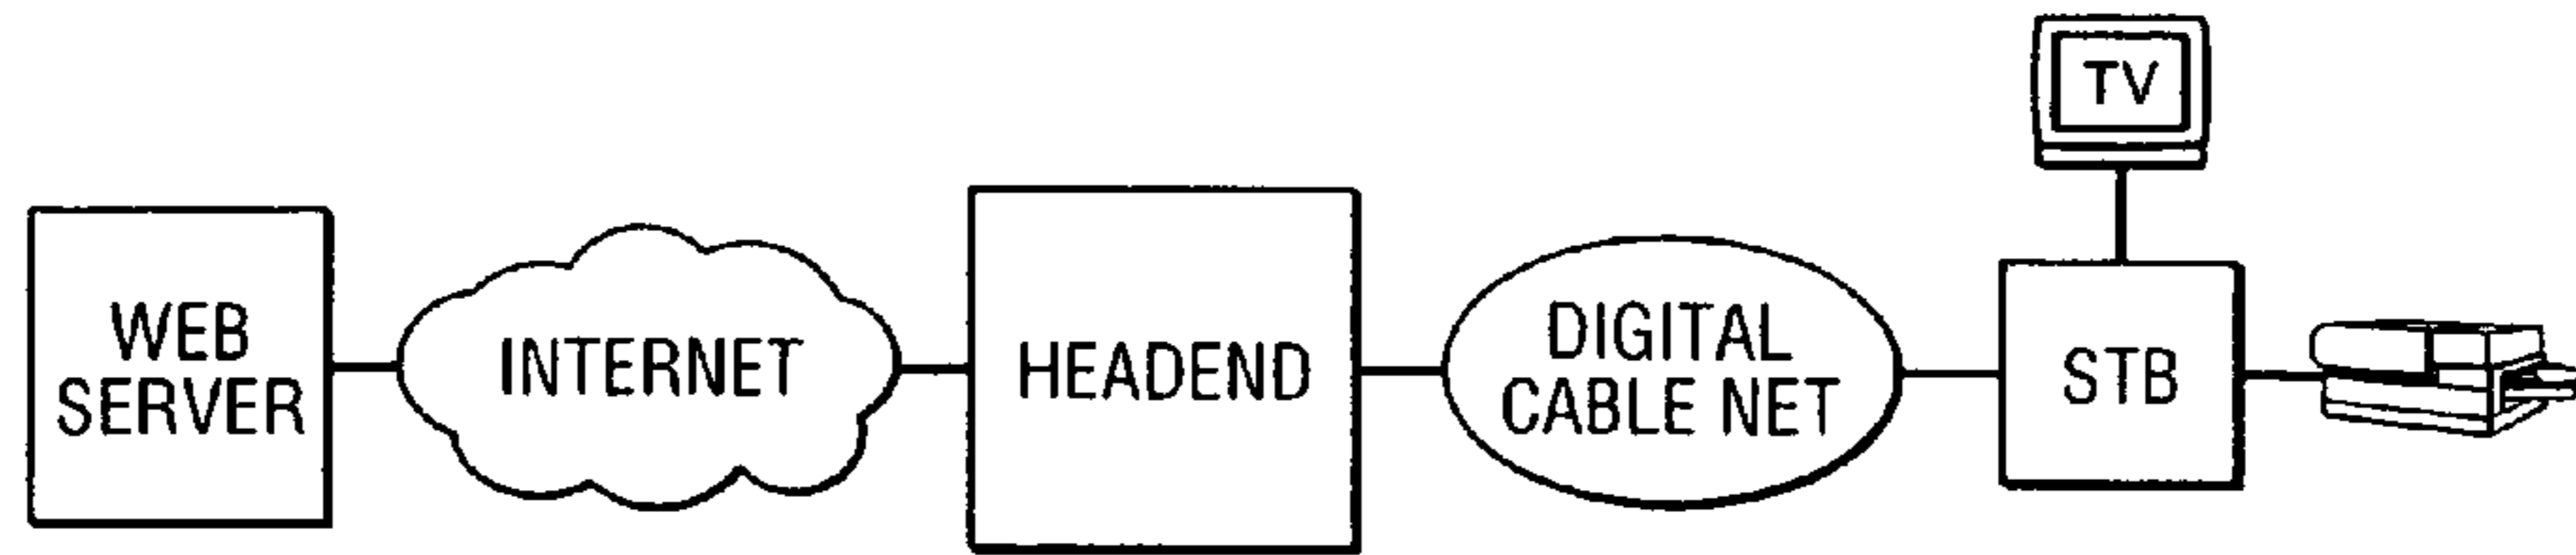 WEB
SERVER
INTERNET
HEADEND
DIGITAL
CABLE NET
TV
STB